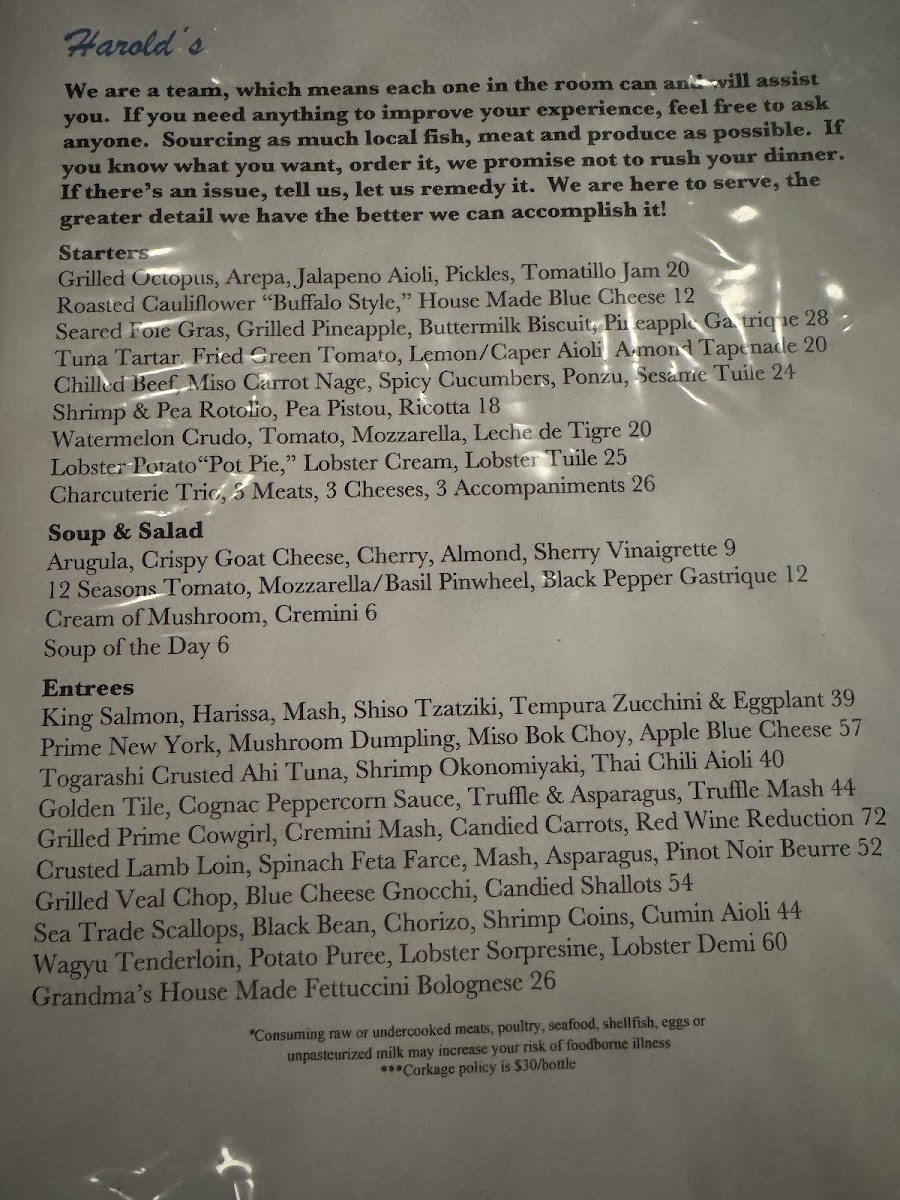 Harold's
We are a team, which means each one in the room can and will assist
you. If you need anything to improve your experience, feel free to ask
anyone. Sourcing as much local fish, meat and produce as possible. If
you know what you want, order it, we promise not to rush your dinner.
If there's an issue, tell us, let us remedy it. We are here to serve, the
greater detail we have the better we can accomplish it!
Starters
Grilled Octopus, Arepa, Jalapeno Aioli, Pickles, Tomatillo Jam 20
Roasted Cauliflower “Buffalo Style,” House Made Blue Cheese 12
Seared Foie Gras, Grilled Pineapple, Buttermilk Biscuit, Pineapple Gastrique 28
Tuna Tartar, Fried Green Tomato, Lemon/Caper Aioli, Almond Tapenade 20
Chilled Beef, Miso Carrot Nage, Spicy Cucumbers, Ponzu, Sesame Tuile 24
Shrimp & Pea Rotolio, Pea Pistou, Ricotta 18
Watermelon Crudo, Tomato, Mozzarella, Leche de Tigre 20
Lobster Potato “Pot Pie,” Lobster Cream, Lobster Tuile 25
Charcuterie Trio, 3 Meats, 3 Cheeses, 3 Accompaniments 26
Soup & Salad
Arugula, Crispy Goat Cheese, Cherry, Almond, Sherry Vinaigrette 9
12 Seasons Tomato, Mozzarella/Basil Pinwheel, Black Pepper Gastrique 12
Cream of Mushroom, Cremini 6
Soup of the Day 6
Entrees
King Salmon, Harissa, Mash, Shiso Tzatziki, Tempura Zucchini & Eggplant 39
Prime New York, Mushroom Dumpling, Miso Bok Choy, Apple Blue Cheese 57
Togarashi Crusted Ahi Tuna, Shrimp Okonomiyaki, Thai Chili Aioli 40
Golden Tile, Cognac Peppercorn Sauce, Truffle & Asparagus, Truffle Mash 44
Grilled Prime Cowgirl, Cremini Mash, Candied Carrots, Red Wine Reduction 72
Crusted Lamb Loin, Spinach Feta Farce, Mash, Asparagus, Pinot Noir Beurre 52
Grilled Veal Chop, Blue Cheese Gnocchi, Candied Shallots 54
Sea Trade Scallops, Black Bean, Chorizo, Shrimp Coins, Cumin Aioli 44
Wagyu Tenderloin, Potato Puree, Lobster Sorpresine, Lobster Demi 60
Grandma's House Made Fettuccini Bolognese 26
*Consuming raw or undercooked meats, poultry, seafood, shellfish, eggs or
unpasteurized milk may increase your risk of foodborne illness
***Corkage policy is $30/bottle